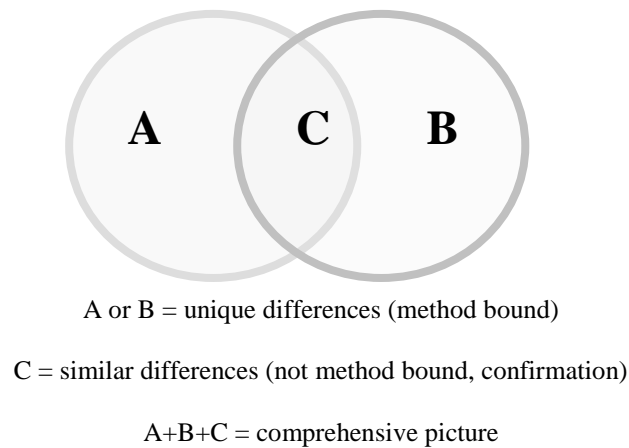 A C B
A or B = unique differences (method bound)
C = similar differences (not method bound, confirmation)
A+B+C = comprehensive picture